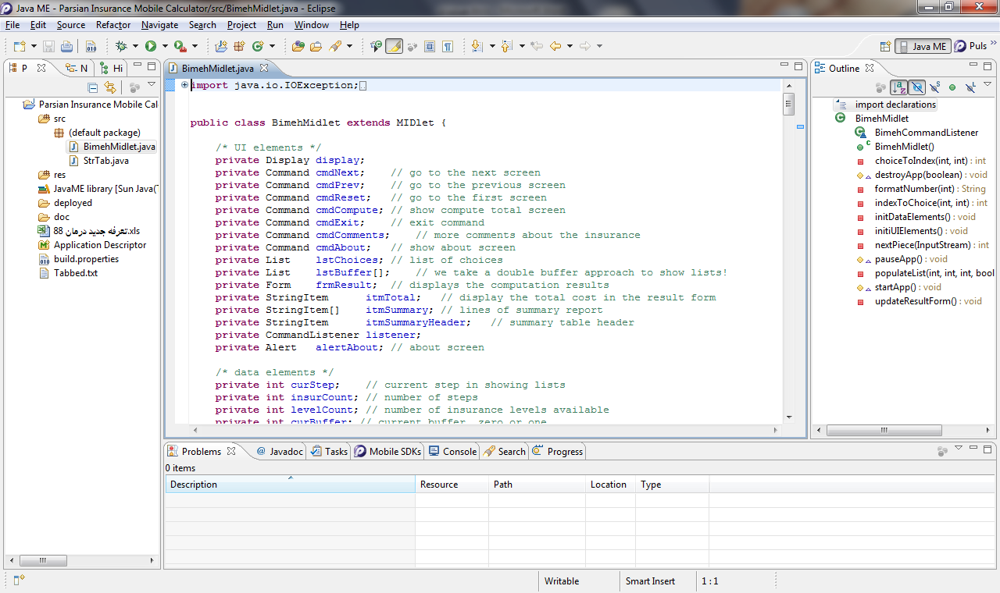 Java ME - Parsian Insurance Mobile Calculator/src/BimehMidlet.java - Eclipse
File Edit Source Refactor Navigate Search Project Run Window Help
Java ME Puls
P N Hi
Parsian Insurance Mobile Cal
src
(default package)
BimehMidlet.java
StrTab.java
res
JavaME library [Sun Java(T
deployed
doc
تعرفه جدید درمان 88.xls
Application Descriptor
build.properties
Tabbed.txt
BimehMidlet.java
import java.io.IOException;
public class BimehMidlet extends MIDlet {
/* UI elements */
private Display display;
private Command cmdNext; // go to the next screen
private Command cmdPrev; // go to the previous screen
private Command cmdReset; // go to the first screen
private Command cmdCompute; // show compute total screen
private Command cmdExit; // exit command
private Command cmdComments; // more comments about the insurance
private Command cmdAbout; // show about screen
private List lstChoices; // list of choices
private List lstBuffer[]; // we take a double buffer approach to show lists!
private Form frmResult; // displays the computation results
private StringItem itmTotal; // display the total cost in the result form
private StringItem[] itmSummary; // lines of summary report
private StringItem itmSummaryHeader; // summary table header
private CommandListener listener;
private Alert alertAbout; // about screen
/* data elements */
private int curStep; // current step in showing lists
private int insurCount; // number of steps
private int levelCount; // number of insurance levels available
private int curBuffer; // current buffer, zero or one
Outline
import declarations
BimehMidlet
BimehCommandListener
BimehMidlet()
choiceToIndex(int, int) : int
destroyApp(boolean) : void
formatNumber(int) : String
indexToChoice(int, int) : int
initDataElements() : void
initiUIElements() : void
nextPiece(InputStream) : int
pauseApp() : void
populateList(int, int, int, bool
startApp() : void
updateResultForm() : void
Problems Javadoc Tasks Mobile SDKs Console Search Progress
0 items
Description Resource Path Location Type
Writable Smart Insert 1 : 1